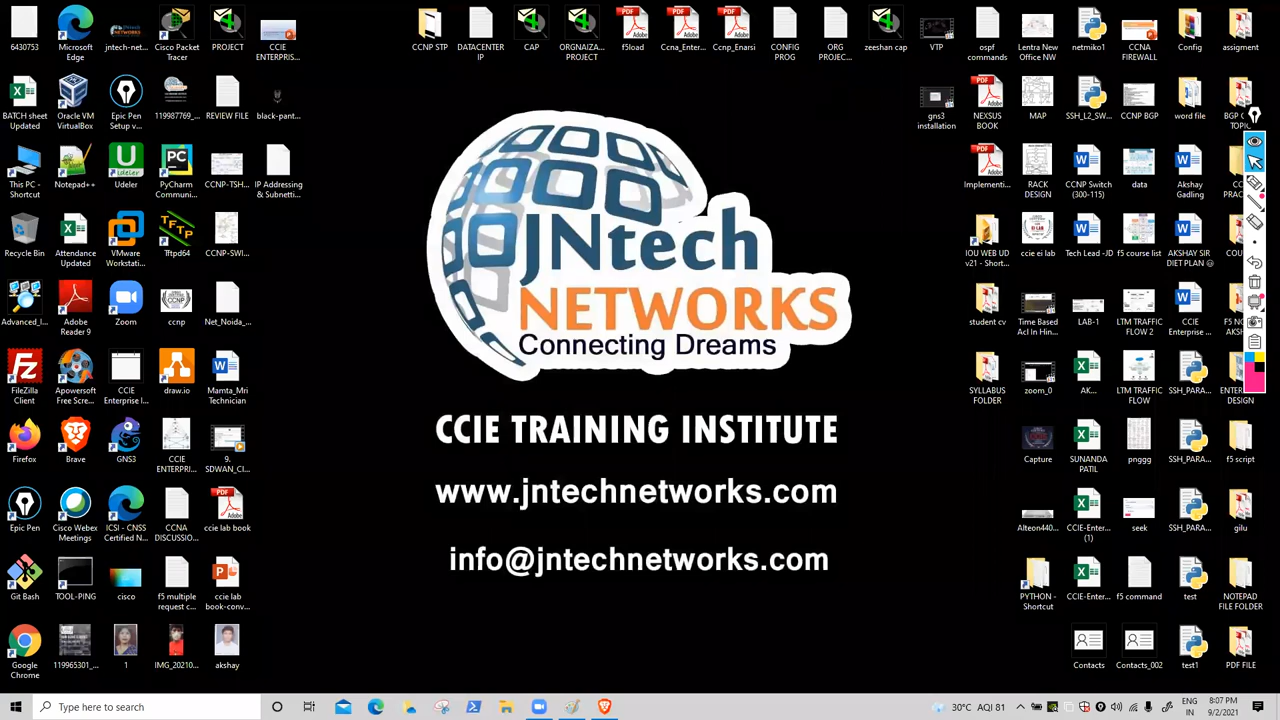 6430753
Microsoft Edge
jntech-net...
Cisco Packet Tracer
PROJECT
CCIE ENTERPRIS...
CCNP STP
DATACENTER IP
CAP
ORGNAIZA... PROJECT
f5load
Ccna_Enter...
Ccnp_Enarsi
CONFIG PROG
ORG PROJEC...
zeeshan cap
VTP
ospf commands
Lentra New Office NW
netmiko1
CCNA FIREWALL
Config
assigment
BATCH sheet Updated
Oracle VM VirtualBox
Epic Pen Setup v...
119987769_...
REVIEW FILE
black-pant...
gns3 installation
NEXSUS BOOK
MAP
SSH_L2_SW...
CCNP BGP
word file
BGP C... TOPIC
This PC - Shortcut
Notepad++
Udeler
PyCharm Communi...
CCNP-TSH...
IP Addressing & Subnetti...
Implementi...
RACK DESIGN
CCNP Switch (300-115)
data
Akshay Gadling
Recycle Bin
Attendance Updated
VMware Workstati...
Tftpd64
CCNP-SWI...
IOU WEB UD v21 - Short...
ccie ei lab
Tech Lead -JD
f5 course list
AKSHAY SIR DIET PLAN
Advanced_I...
Adobe Reader 9
Zoom
ccnp
Net_Noida_...
student cv
Time Based Acl In Hin...
LAB-1
LTM TRAFFIC FLOW 2
CCIE Enterprise ...
FileZilla Client
Apowersoft Free Scre...
CCIE Enterprise I...
draw.io
Mamta_Mri Technician
SYLLABUS FOLDER
zoom_0
AK...
LTM TRAFFIC FLOW
SSH_PARA...
DESIGN
Firefox
Brave
GNS3
CCIE ENTERPRI...
9. SDWAN_CI...
Capture
SUNANDA PATIL
pnggg
SSH_PARA...
f5 script
Epic Pen
Cisco Webex Meetings
ICSI - CNSS Certified N...
CCNA DISCUSSIO...
ccie lab book
Alteon440...
CCIE-Enter... (1)
seek
SSH_PARA...
gilu
Git Bash
TOOL-PING
cisco
f5 multiple request c...
ccie lab book-conv...
PYTHON - Shortcut
CCIE-Enter...
f5 command
test
NOTEPAD FILE FOLDER
Google Chrome
119965301_...
1
IMG_20210...
akshay
Contacts
Contacts_002
test1
PDF FILE
JNtech
NETWORKS
Connecting Dreams
CCIE TRAINING INSTITUTE
www.jntechnetworks.com
info@jntechnetworks.com
Type here to search
30°C AQI 81
ENG IN
8:07 PM
9/2/2021